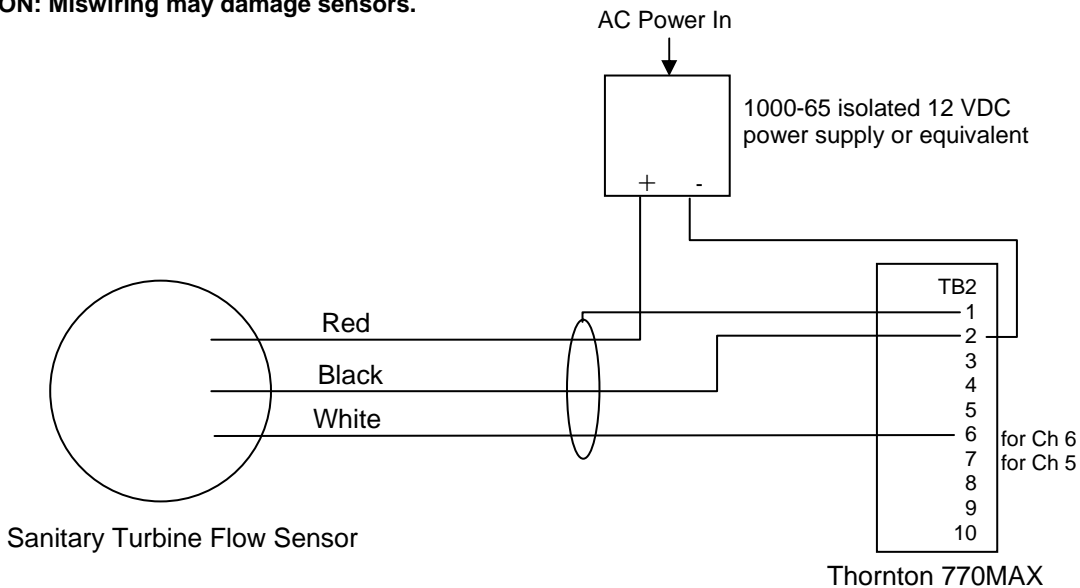 ON: Miswiring may damage sensors.
AC Power In
1000-65 isolated 12 VDC
power supply or equivalent
+ -
TB2
1
2
3
4
5
6 for Ch 6
7 for Ch 5
8
9
10
Red
Black
White
Sanitary Turbine Flow Sensor
Thornton 770MAX